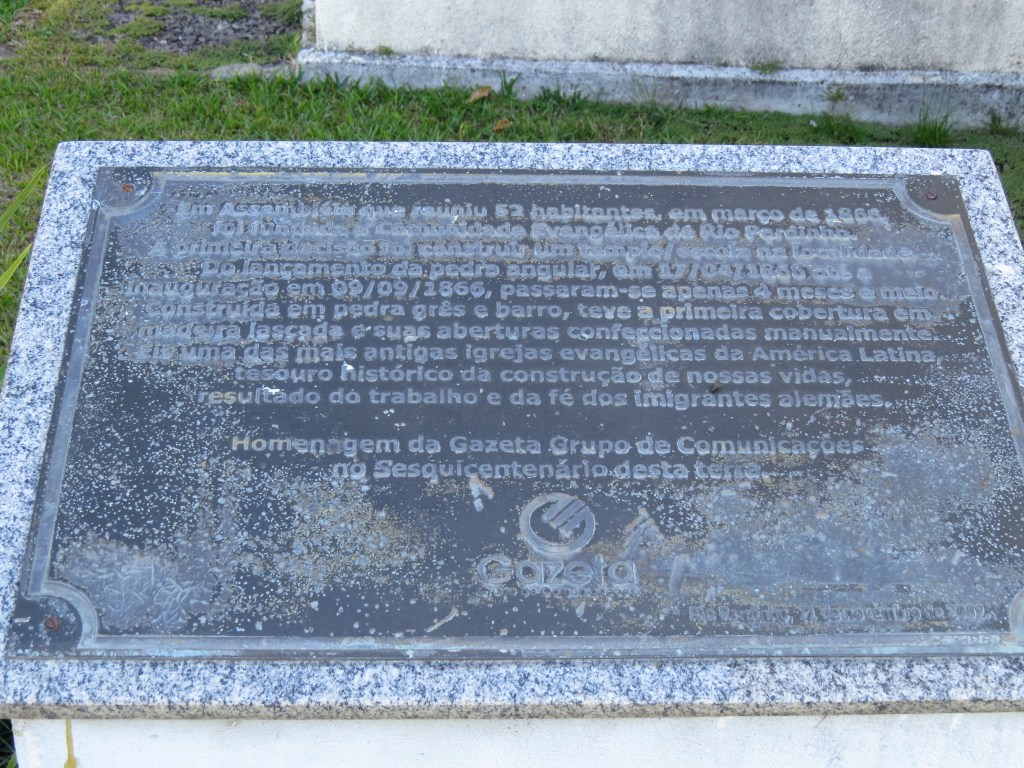 Em Assembléia que reuniu 52 habitantes, em março de 1866,
foi fundada a Comunidade Evangélica de Rio Pardinho.
A primeira decisão foi construir um templo/escola na localidade.
Do lançamento da pedra angular, em 17/04/1866 até a
inauguração em 09/09/1866, passaram-se apenas 4 meses e meio.
Construída em pedra grês e barro, teve a primeira cobertura em
madeira lascada e suas aberturas confeccionadas manualmente.
É uma das mais antigas igrejas evangélicas da América Latina,
tesouro histórico da construção de nossas vidas,
resultado do trabalho e da fé dos imigrantes alemães.
Homenagem da Gazeta Grupo de Comunicações
no Sesquicentenário desta terra.
Gazeta
Rio Pardinho, de de